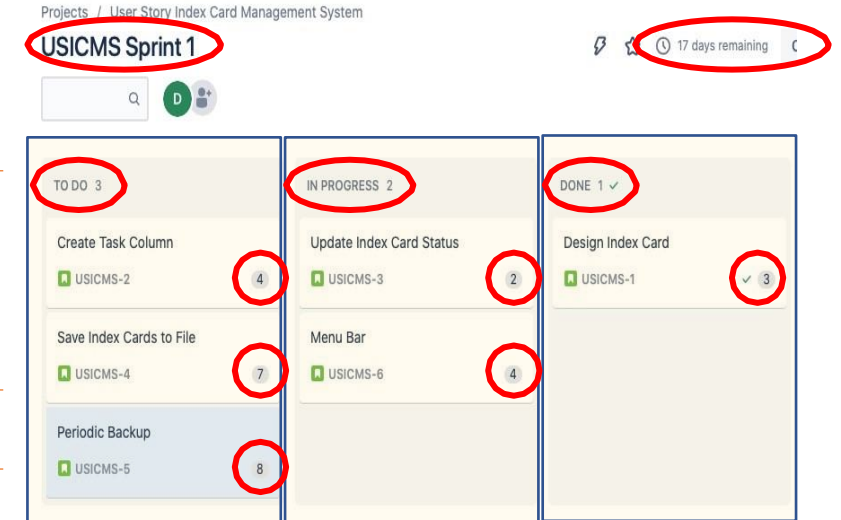 Projects / User Story Index Card Management System
USICMS Sprint 1
17 days remaining
D
TO DO 3
Create Task Column
USICMS-2
4
Save Index Cards to File
USICMS-4
7
Periodic Backup
USICMS-5
8
IN PROGRESS 2
Update Index Card Status
USICMS-3
2
Menu Bar
USICMS-6
4
DONE 1
Design Index Card
USICMS-1
3